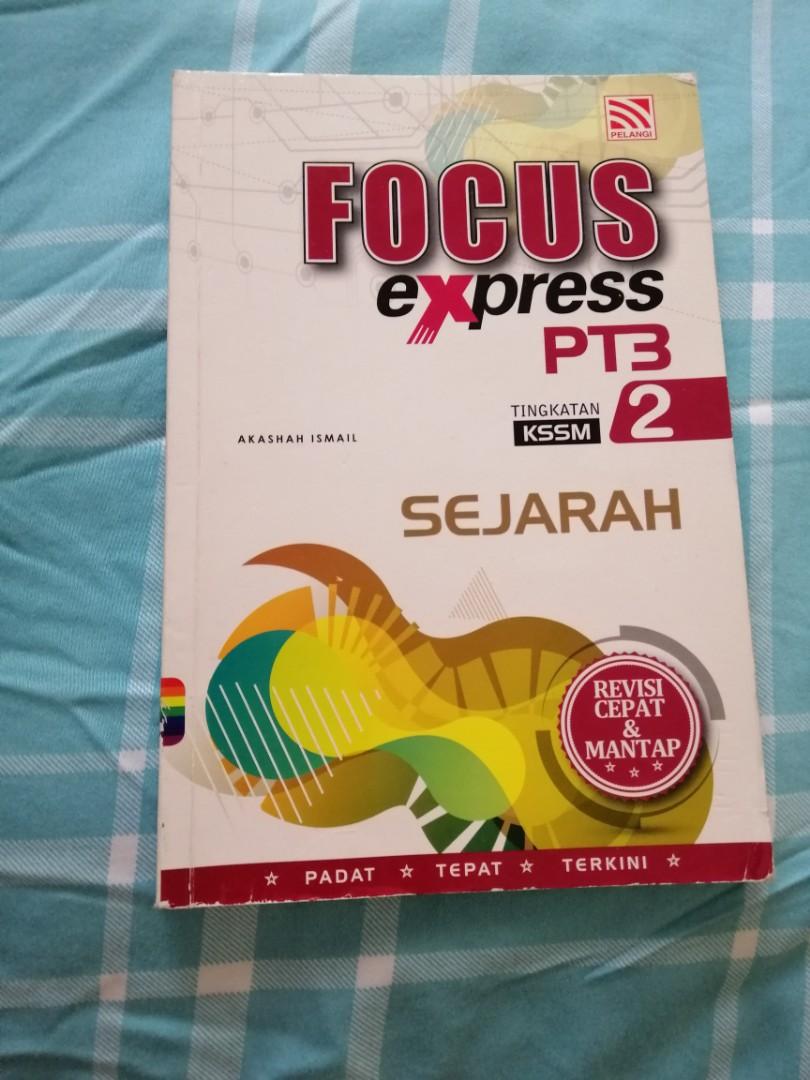 PELANGI
FOCUS
express
PT3
TINGKATAN
KSSM
2
AKASHAH ISMAIL
SEJARAH
REVISI
CEPAT
&
MANTAP
PADAT TEPAT TERKINI